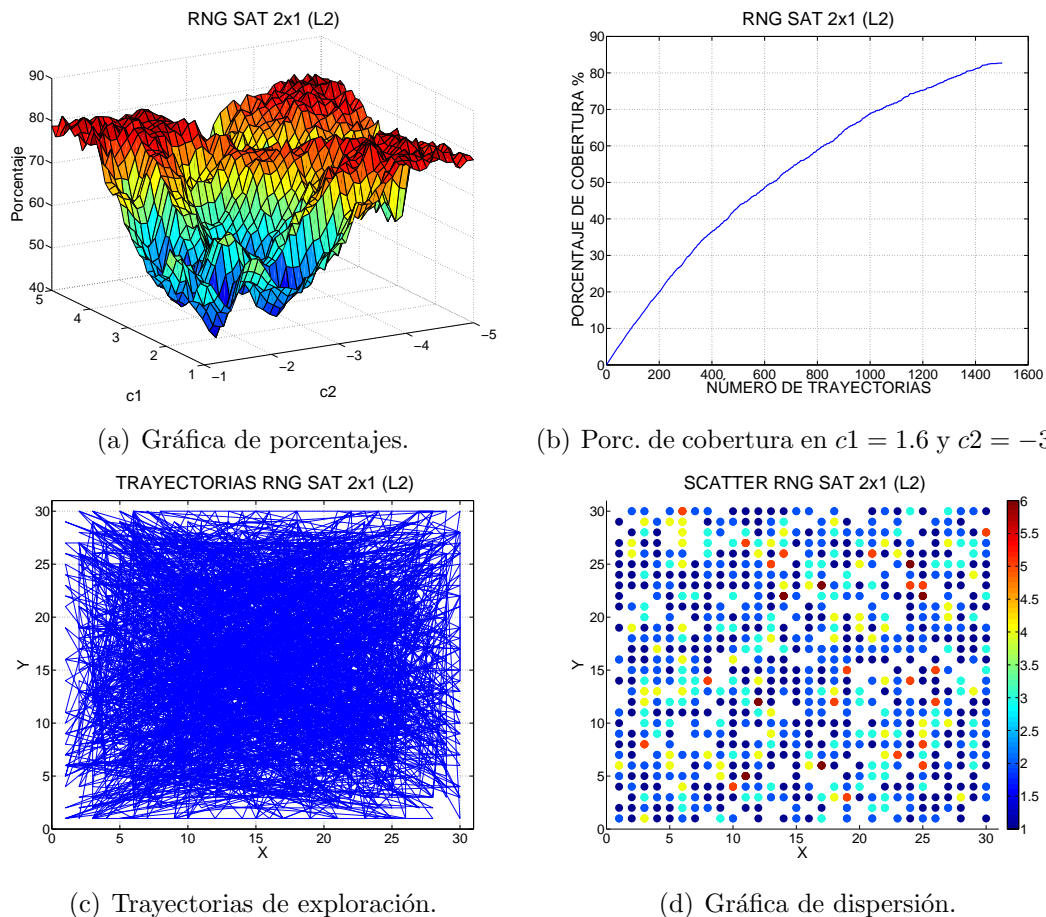 RNG SAT 2x1 (L2)
90
80
70
60
50
40
Porcentaje
5
4
3
2
1
c1
−1
−2
−3
−4
−5
c2
(a) Gráfica de porcentajes.
RNG SAT 2x1 (L2)
90
80
70
60
50
40
30
20
10
0
PORCENTAJE DE COBERTURA %
0 200 400 600 800 1000 1200 1400 1600
NÚMERO DE TRAYECTORIAS
(b) Porc. de cobertura en c1 = 1.6 y c2 = −3
TRAYECTORIAS RNG SAT 2x1 (L2)
30
25
20
15
10
5
0
Y
0 5 10 15 20 25 30
X
(c) Trayectorias de exploración.
SCATTER RNG SAT 2x1 (L2)
30
25
20
15
10
5
0
Y
0 5 10 15 20 25 30
X
6
5.5
5
4.5
4
3.5
3
2.5
2
1.5
1
(d) Gráfica de dispersión.